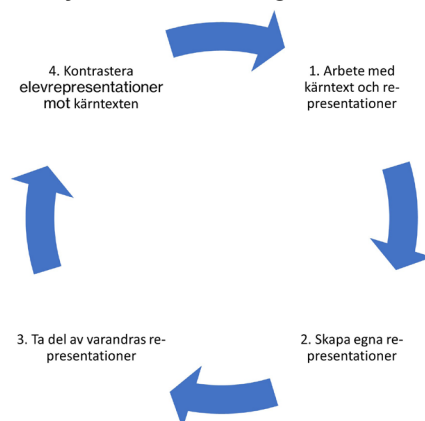 1. Arbete med
kärntext och re-
presentationer
2. Skapa egna re-
presentationer
3. Ta del av varandras re-
presentationer
4. Kontrastera
elevrepresentationer
mot kärntexten